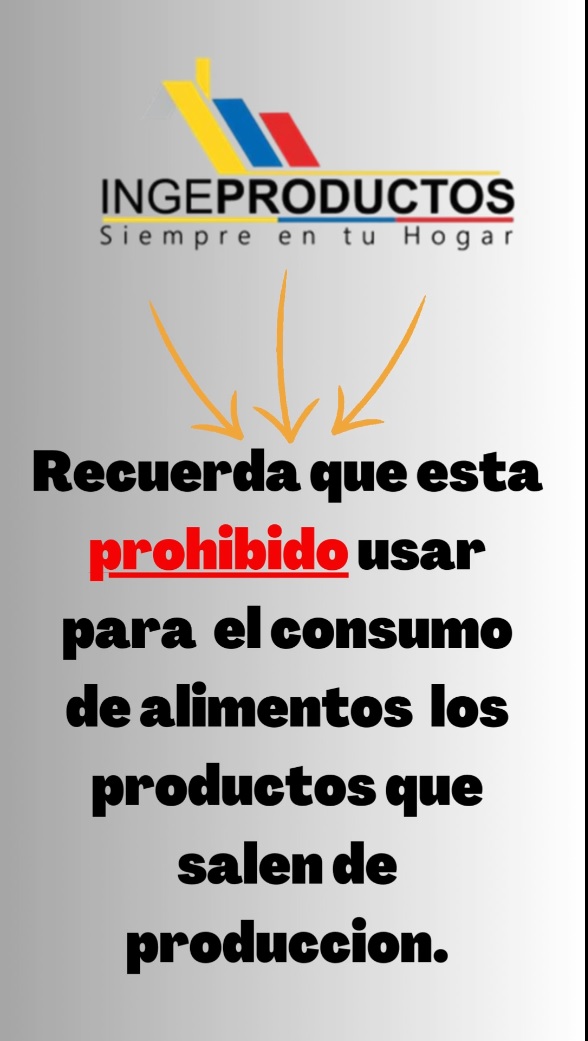 INGEPRODUCTOS
Siempre en tu Hogar
Recuerda que esta
prohibido usar
para el consumo
de alimentos los
productos que
salen de
produccion.